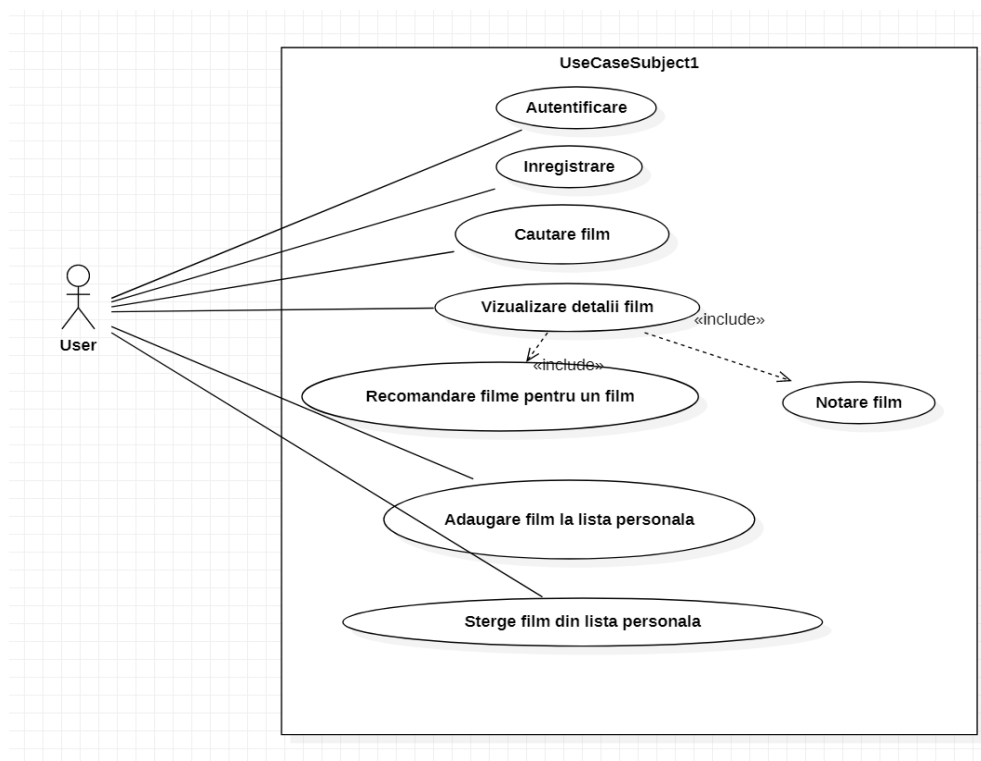 UseCaseSubject1
Autentificare
Inregistrare
Cautare film
Vizualizare detalii film
«include»
User
«include»
Recomandare filme pentru un film
Notare film
Adaugare film la lista personala
Sterge film din lista personala